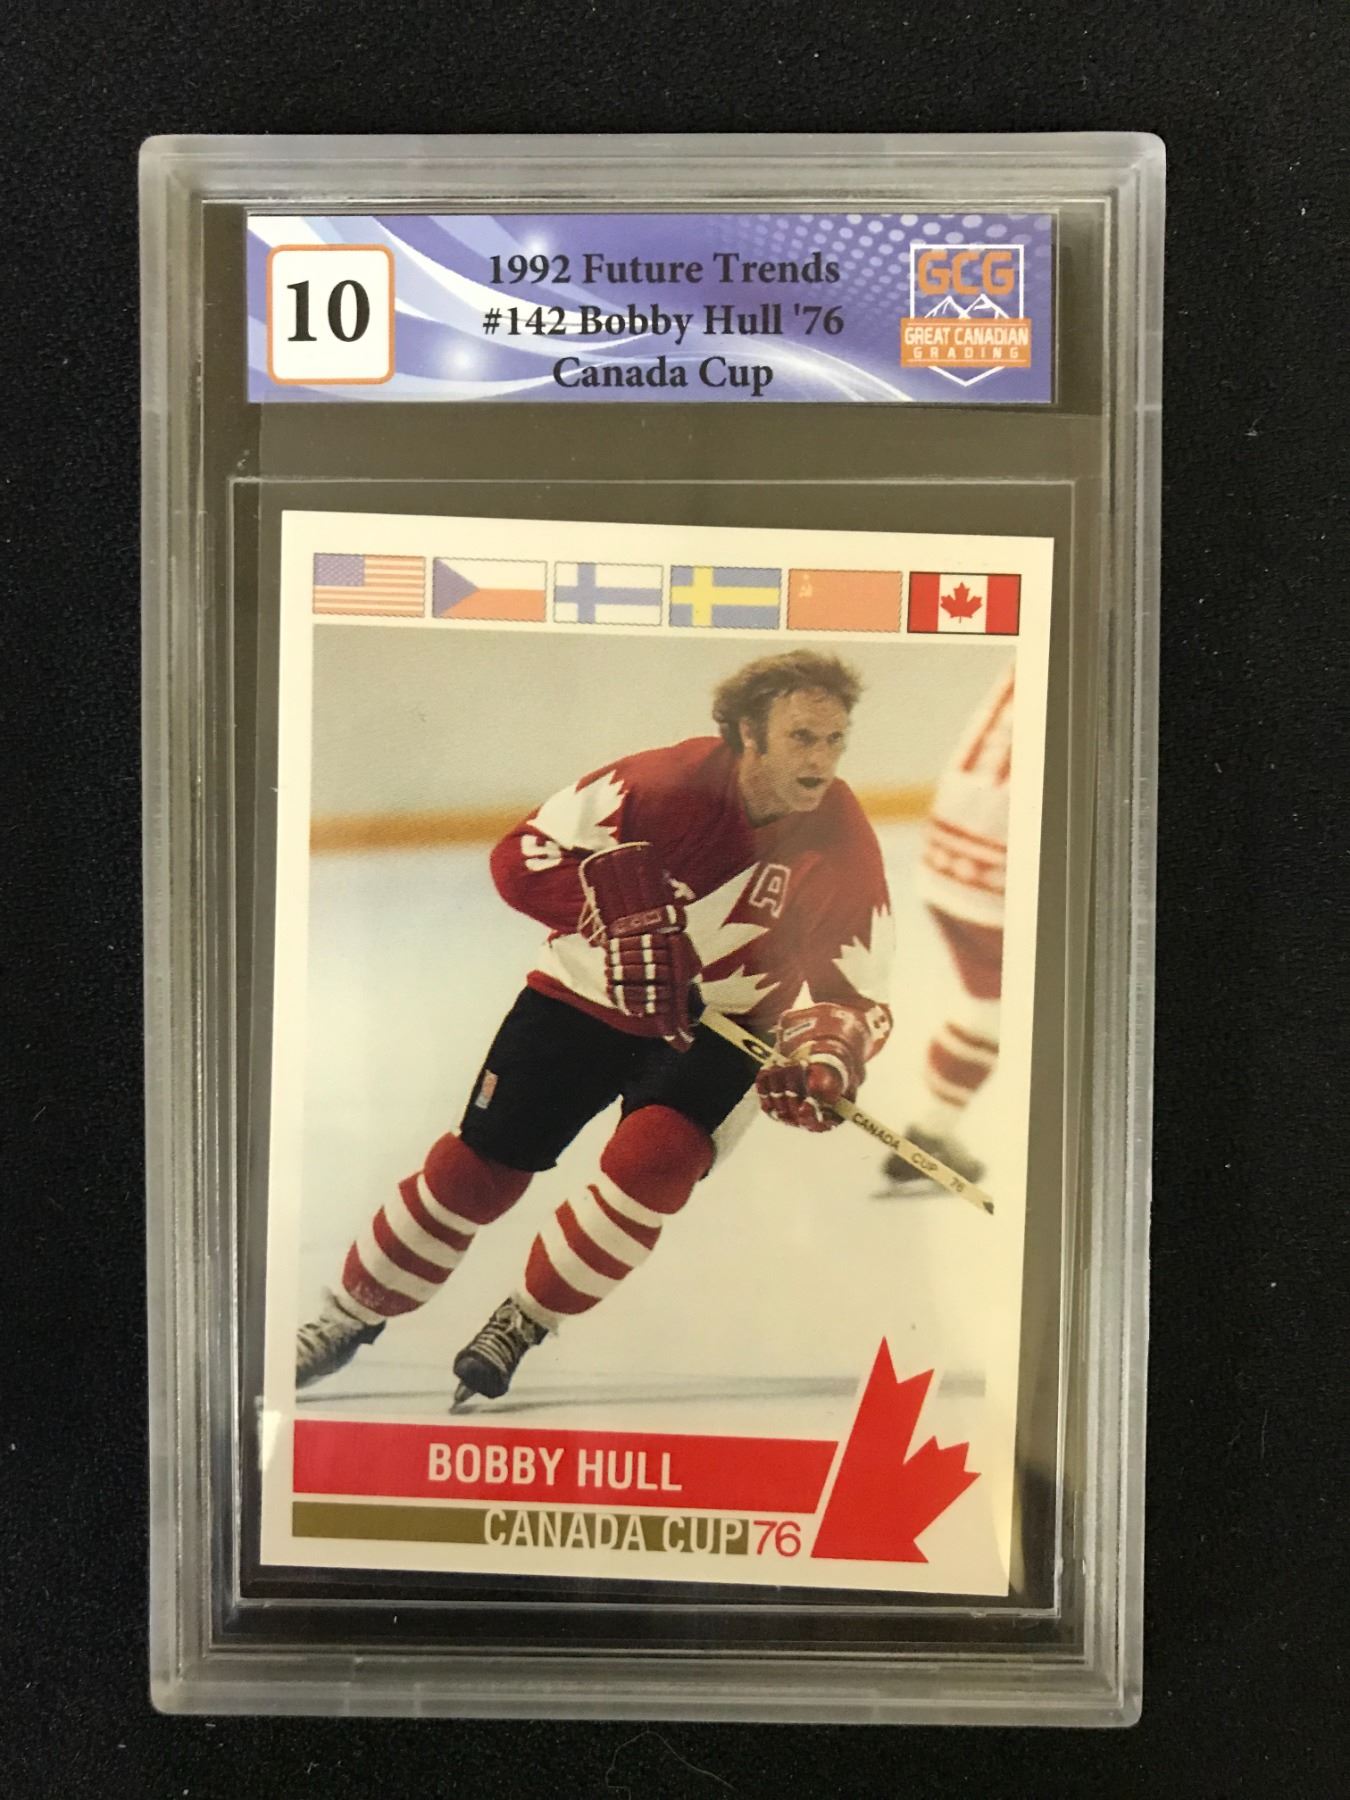 10
1992 Future Trends
#142 Bobby Hull '76
Canada Cup
GCG
GREAT CANADIAN
GRADING
A
CANADA CUP 76
BOBBY HULL
CANADA CUP 76